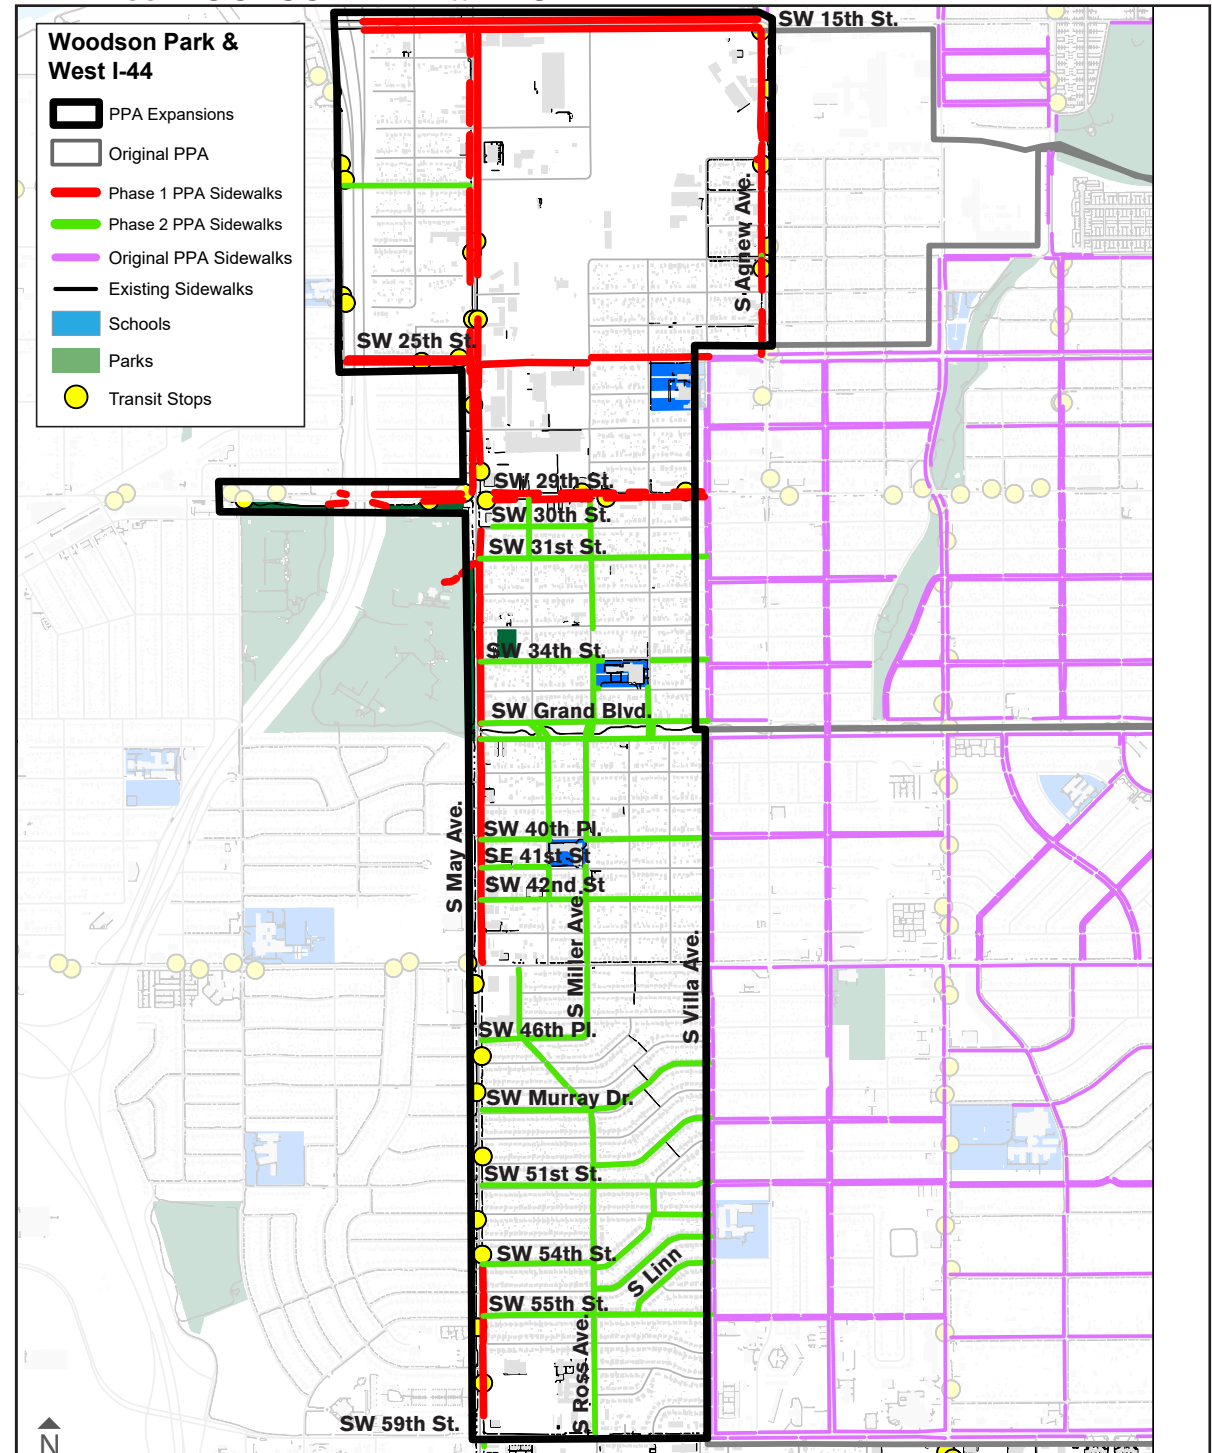 SW 15th St.
Woodson Park &
West I-44
PPA Expansions
Original PPA
Phase 1 PPA Sidewalks
Phase 2 PPA Sidewalks
Original PPA Sidewalks
Existing Sidewalks
Schools
Parks
Transit Stops
S Agnew Ave.
SW 25th St.
SW 29th St.
SW 30th St.
SW 31st St.
SW 34th St.
SW Grand Blvd.
S May Ave.
SW 40th Pl.
SE 41st St
SW 42nd St
S Miller Ave.
S Villa Ave.
SW 46th Pl.
SW Murray Dr.
SW 51st St.
SW 54th St.
S Linn
SW 55th St.
S Ross Ave.
SW 59th St.
N